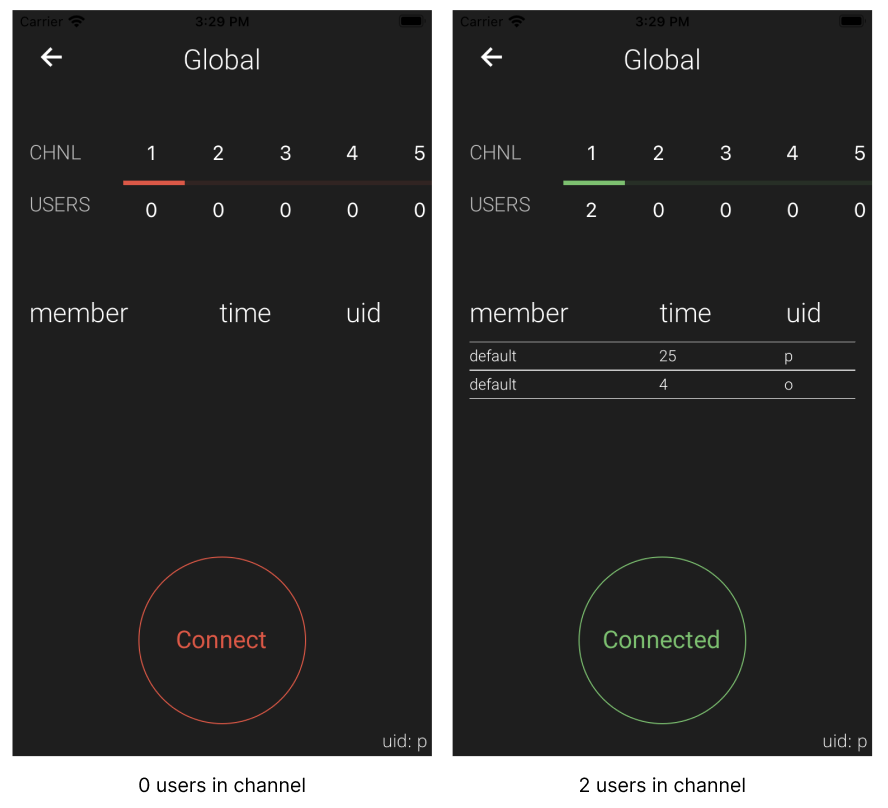 Carrier 3:29 PM
Global
CHNL 1 2 3 4 5
USERS 0 0 0 0 0
member time uid
Connect
uid: p
0 users in channel
Carrier 3:29 PM
Global
CHNL 1 2 3 4 5
USERS 2 0 0 0 0
member time uid
default 25 p
default 4 o
Connected
uid: p
2 users in channel